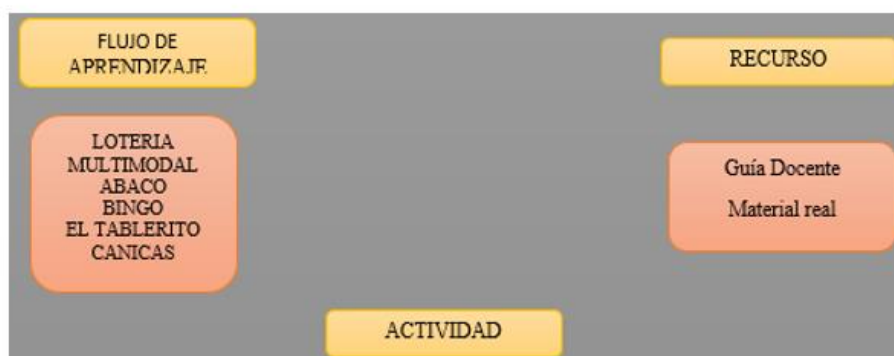 FLUJO DE
APRENDIZAJE
RECURSO
LOTERIA
MULTIMODAL
ABACO
BINGO
EL TABLERITO
CANICAS
Guía Docente
Material real
ACTIVIDAD